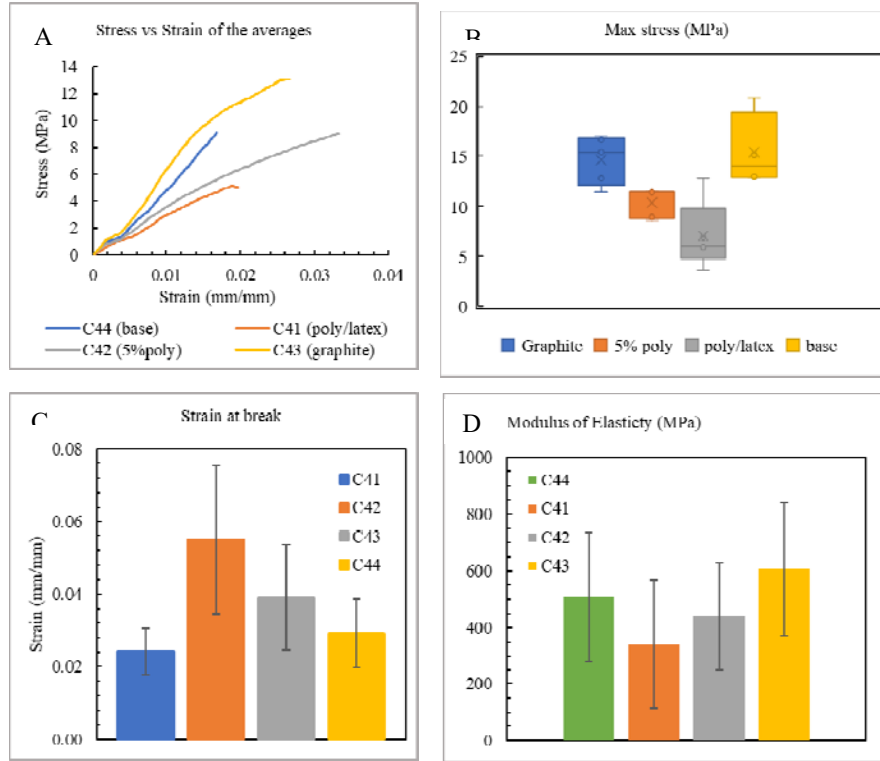 A
Stress vs Strain of the averages
14
12
10
8
6
4
2
0
Stress (MPa)
0
0.01
0.02
0.03
0.04
Strain (mm/mm)
C44 (base)
C41 (poly/latex)
C42 (5%poly)
C43 (graphite)
B
Max stress (MPa)
25
20
15
10
5
0
Graphite
5% poly
poly/latex
base
C
Strain at break
0.08
0.06
0.04
0.02
0.00
Strain (mm/mm)
C41
C42
C43
C44
D
Modulus of Elasticty (MPa)
1000
800
600
400
200
0
C44
C41
C42
C43